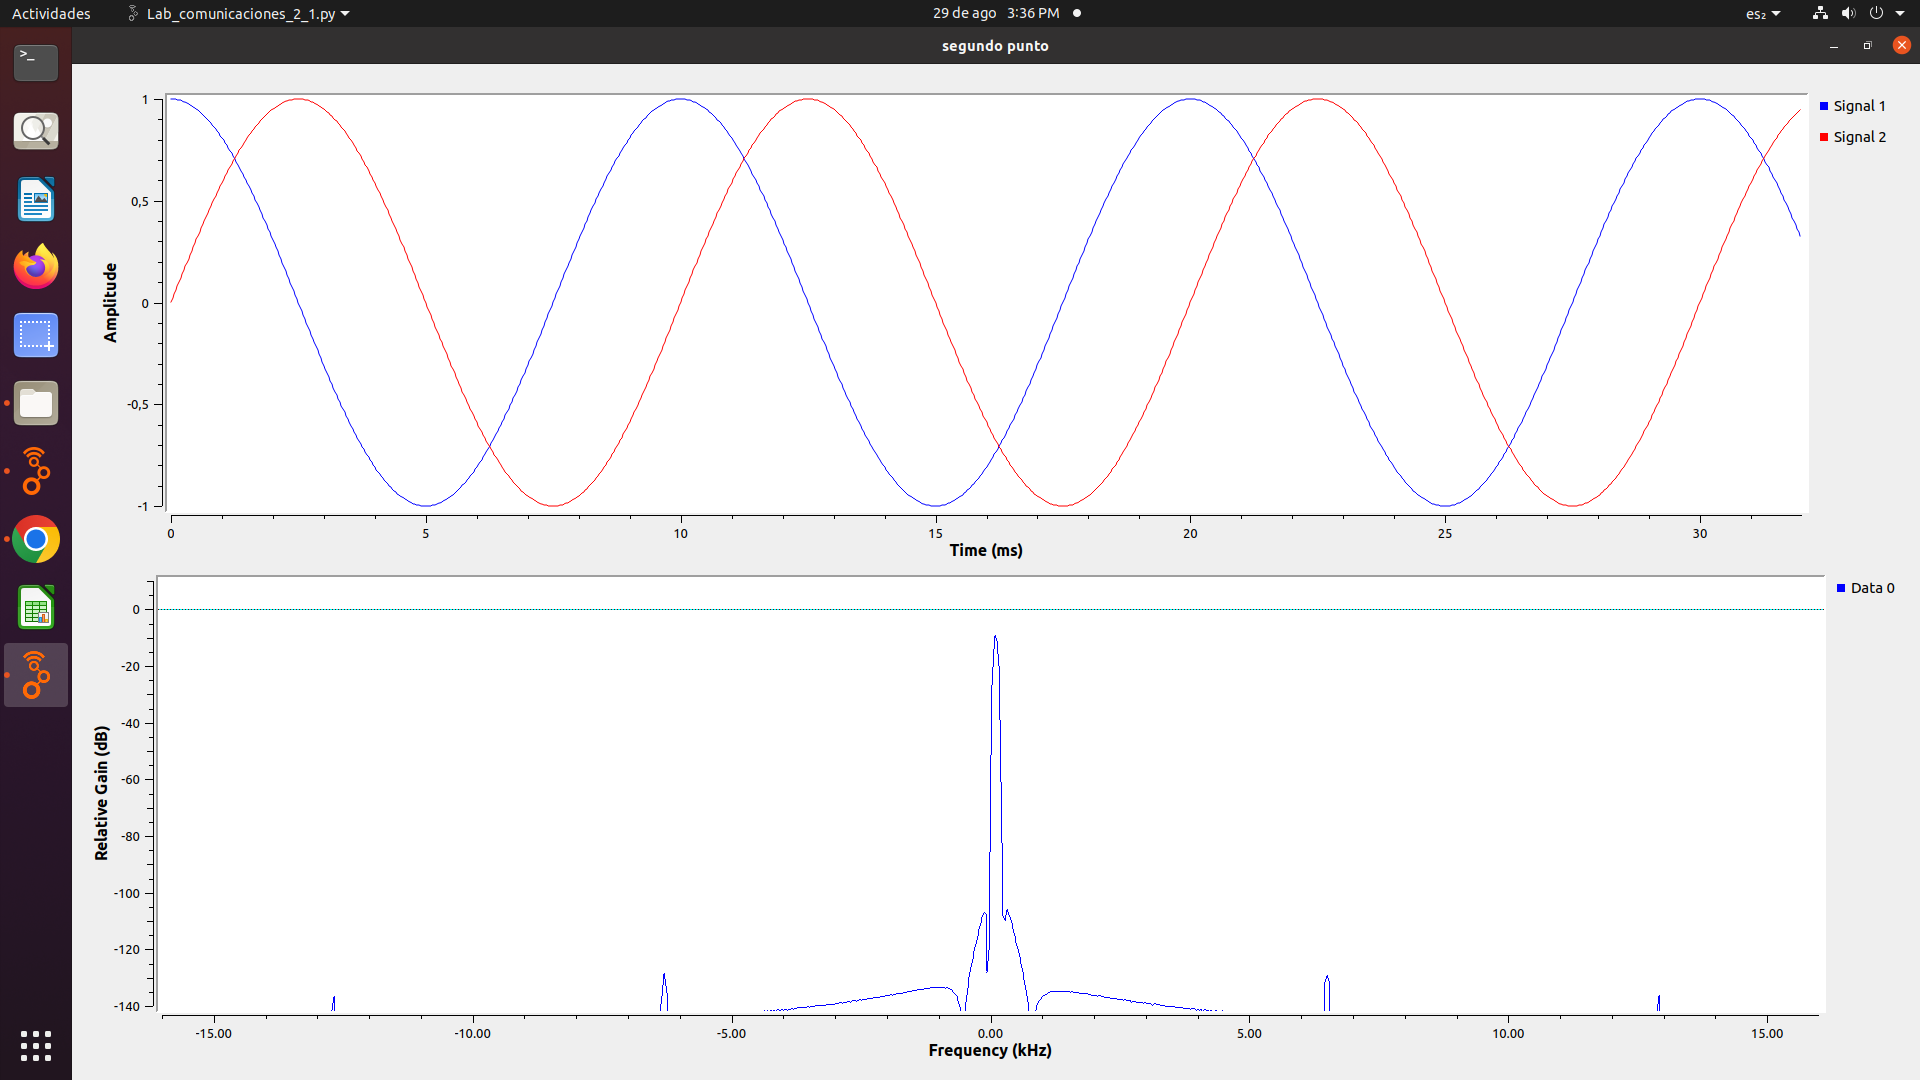 Actividades
Lab_comunicaciones_2_1.py
29 de ago 3:36 PM
es₂
>_
segundo punto
1
0,5
0
-0,5
-1
Amplitude
0 5 10 15 20 25 30
Time (ms)
Signal 1
Signal 2
0
-20
-40
-60
-80
-100
-120
-140
Relative Gain (dB)
-15.00 -10.00 -5.00 0.00 5.00 10.00 15.00
Frequency (kHz)
Data 0